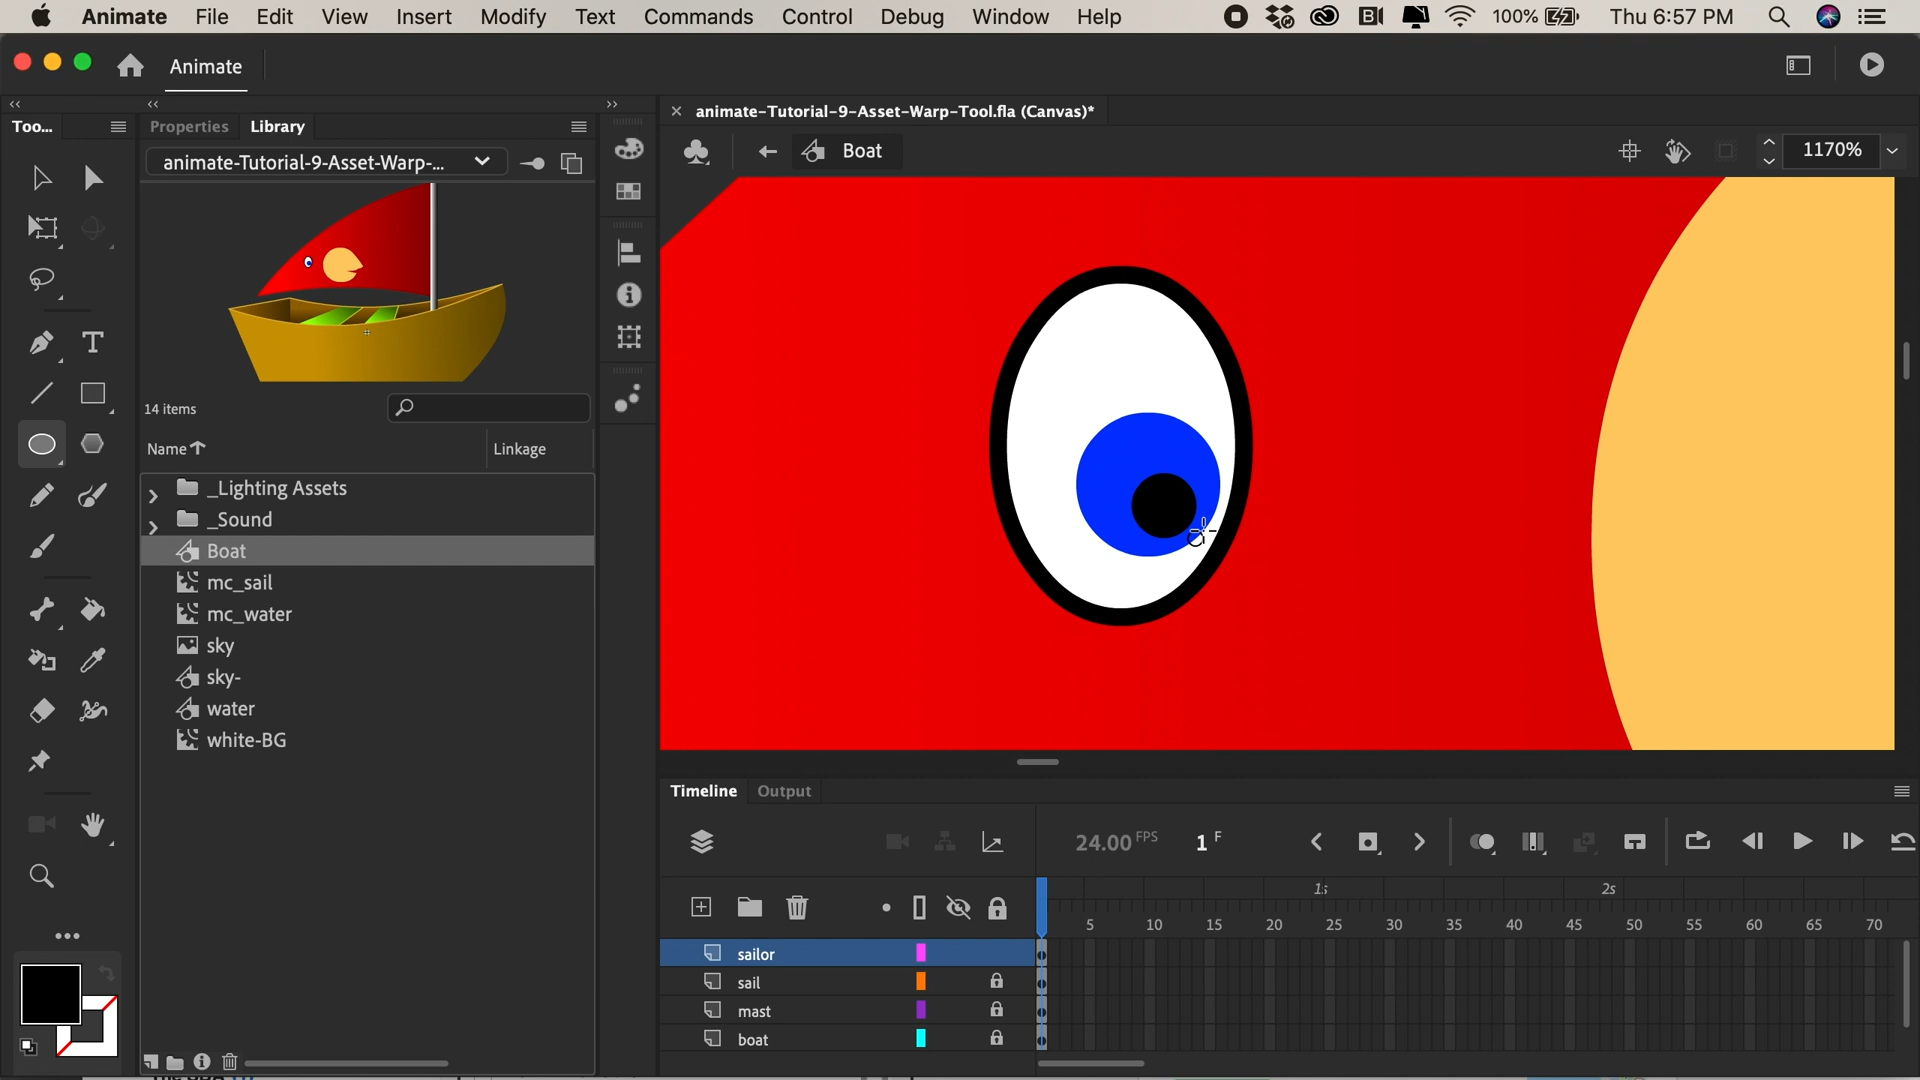 Animate File Edit View Insert Modify Text Commands Control Debug Window Help 100% Thu 6:57 PM
Animate
Too... Properties Library
animate-Tutorial-9-Asset-Warp-Tool.fla (Canvas)*
animate-Tutorial-9-Asset-Warp-...
Boat 1170%
14 items
Name Linkage
_Lighting Assets
_Sound
Boat
mc_sail
mc_water
sky
sky-
water
white-BG
Timeline Output
24.00 FPS 1 F
1s 2s
5 10 15 20 25 30 35 40 45 50 55 60 65 70
sailor
sail
mast
boat